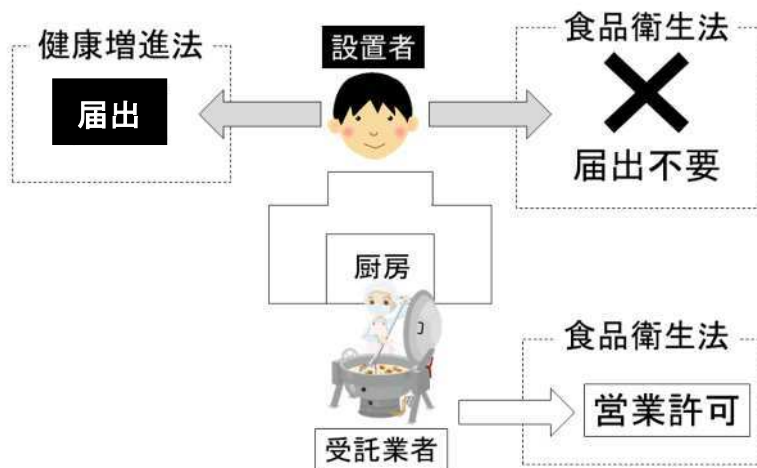 健康増進法
届出
設置者
食品衛生法
届出不要
厨房
受託業者
食品衛生法
営業許可